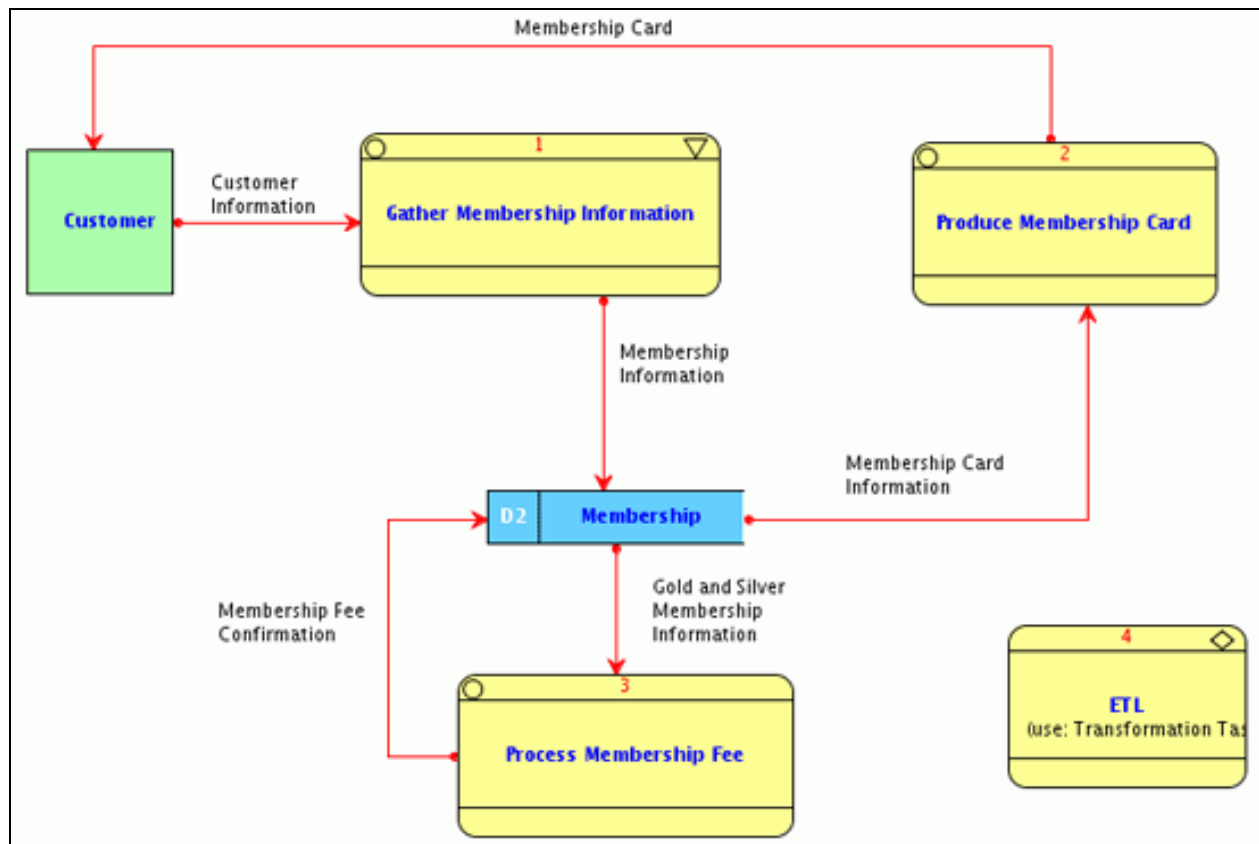 Membership Card
1
2
Customer
Information
Customer
Gather Membership Information
Produce Membership Card
Membership
Information
Membership Card
Information
D2
Membership
Membership Fee
Confirmation
Gold and Silver
Membership
Information
3
Process Membership Fee
4
ETL
(use: Transformation Tas